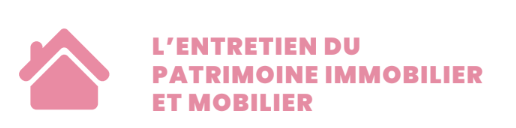 L’ENTRETIEN DU
PATRIMOINE IMMOBILIER
ET MOBILIER